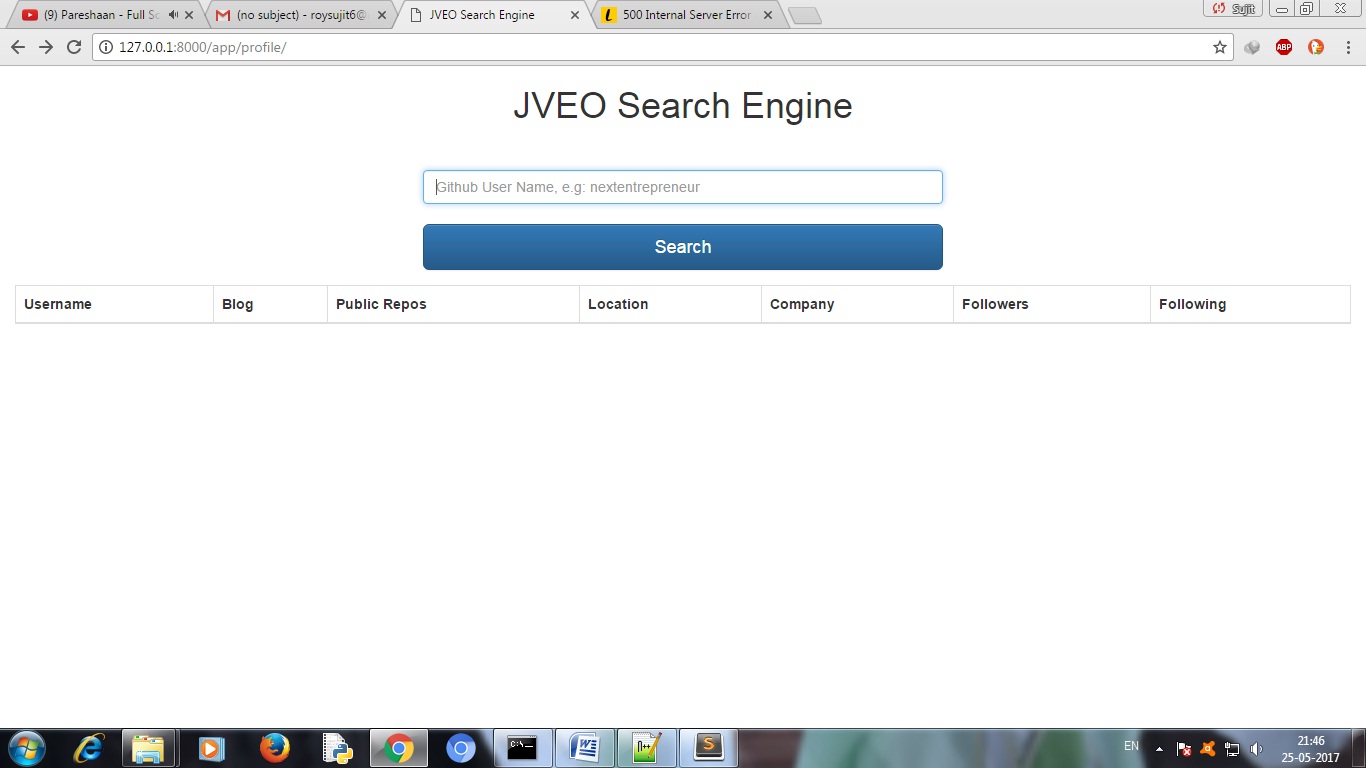 (9) Pareshaan - Full Sc
(no subject) - roysujit6@
JVEO Search Engine
500 Internal Server Error
Sujit
127.0.0.1:8000/app/profile/
ABP
JVEO Search Engine
Github User Name, e.g: nextentrepreneur
Search
Username Blog Public Repos Location Company Followers Following
C:\
W
N++
S
EN
21:46
25-05-2017